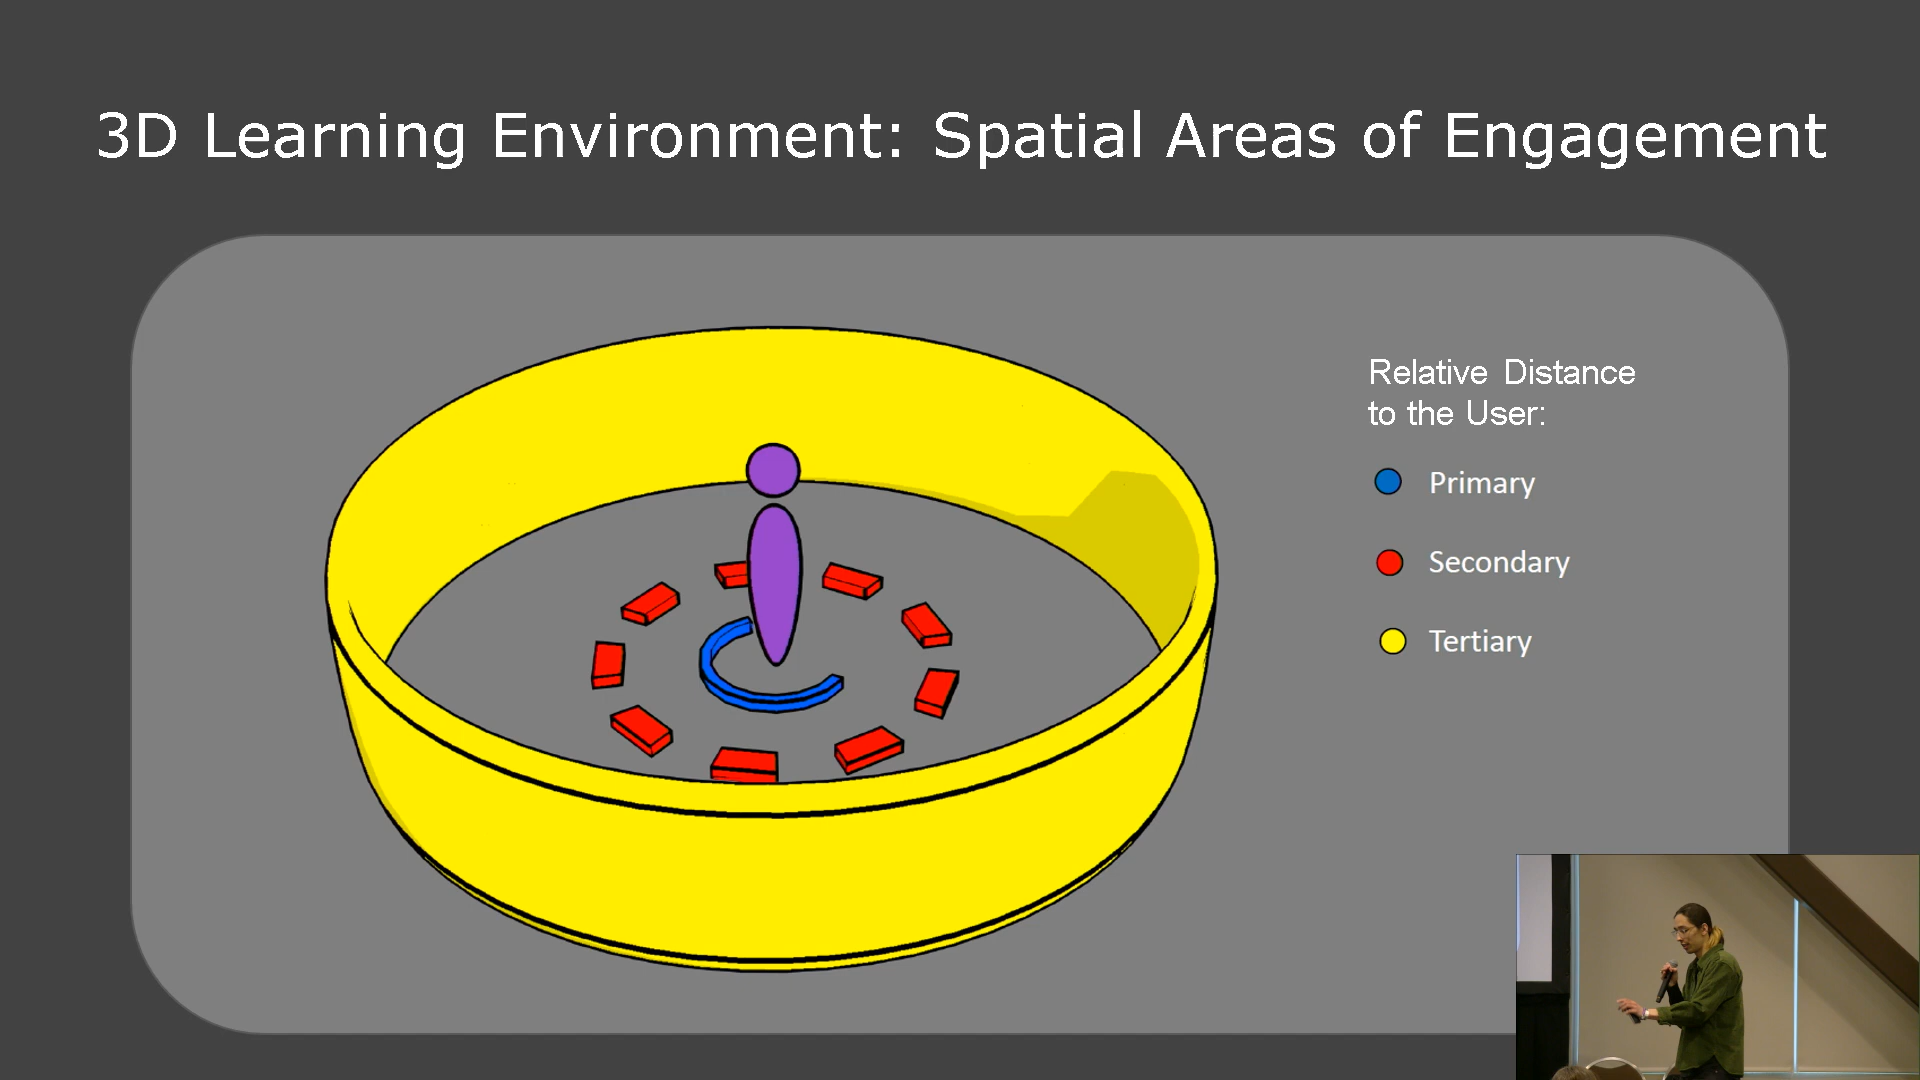 3D Learning Environment: Spatial Areas of Engagement
Relative Distance
to the User:
Primary
Secondary
Tertiary